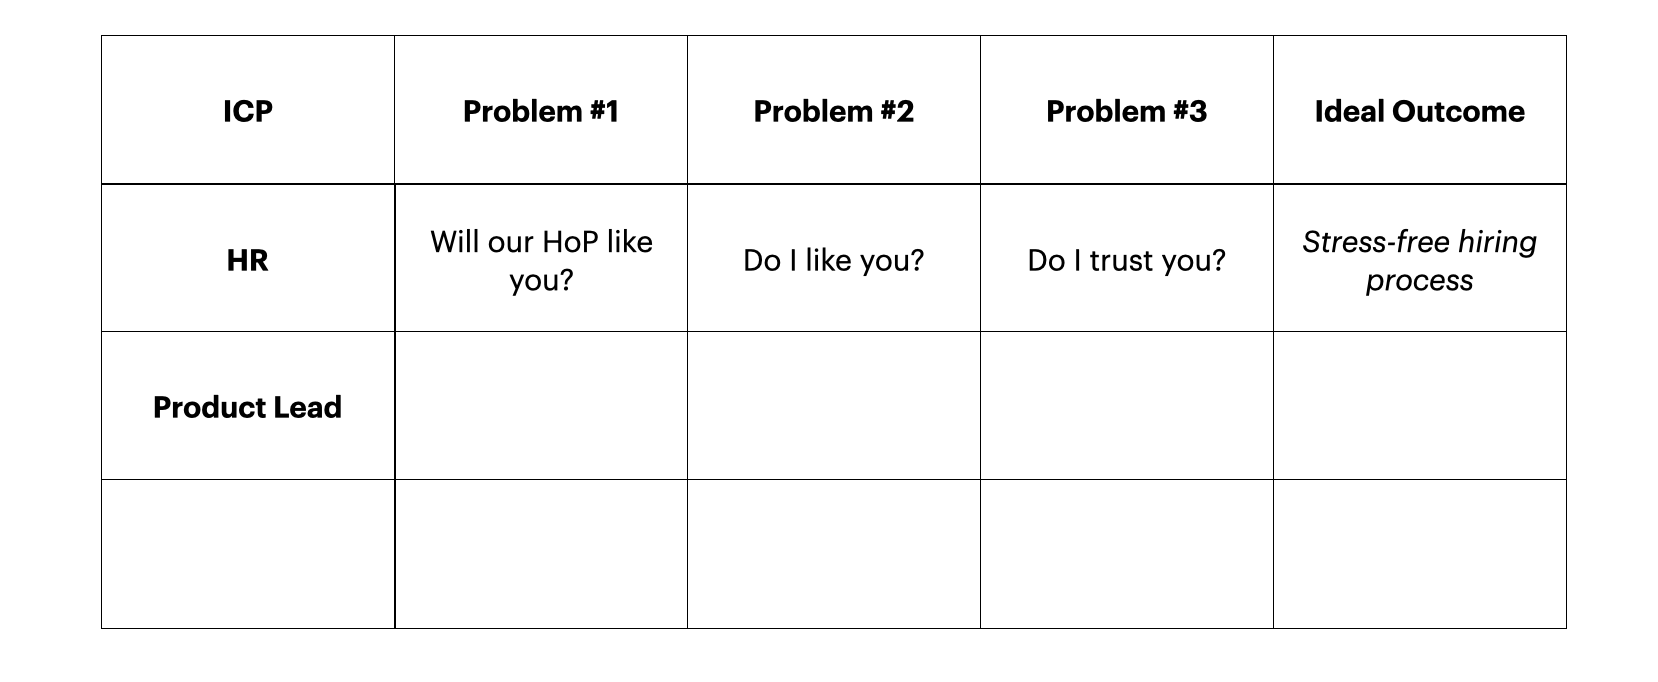 ICP
Problem #1
Problem #2
Problem #3
Ideal Outcome
HR
Will our HoP like
you?
Do I like you?
Do I trust you?
Stress-free hiring
process
Product Lead